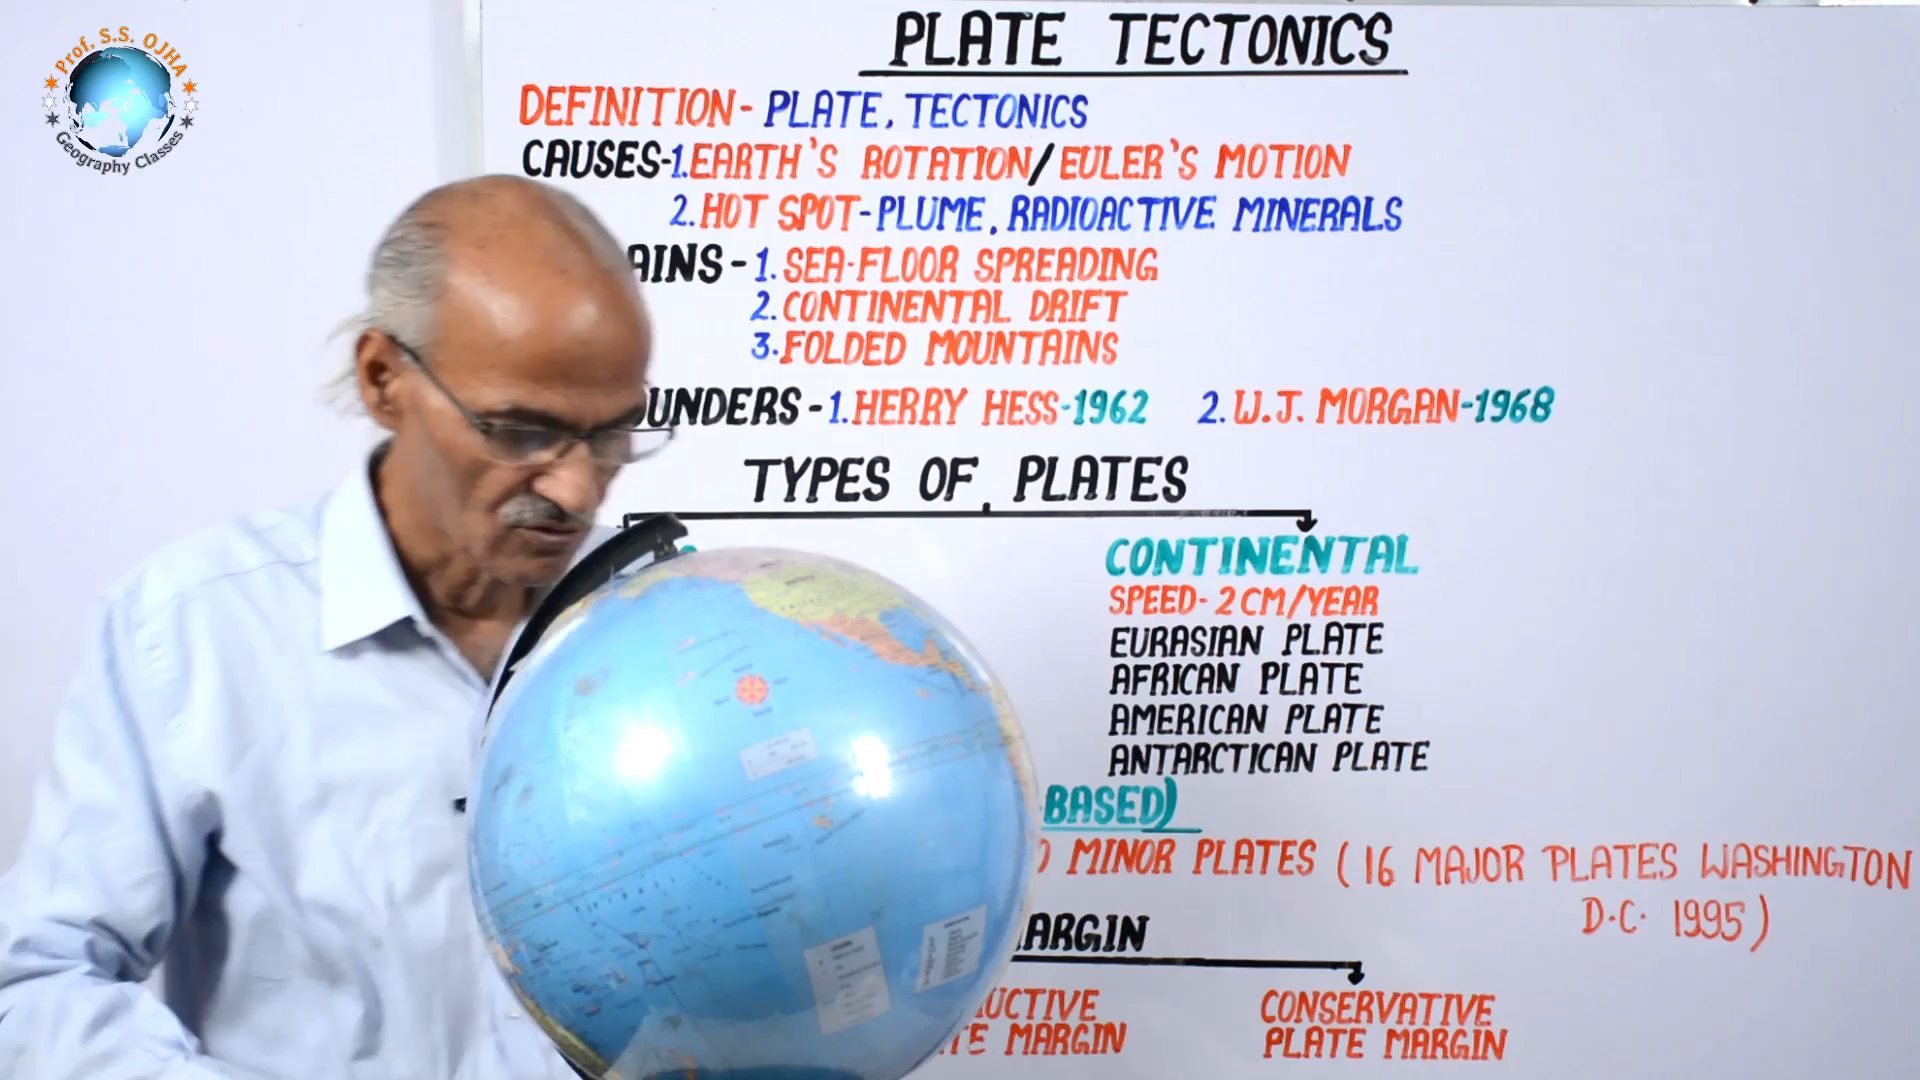 Prof. S.S. OJHA
Geography Classes
PLATE TECTONICS
DEFINITION- PLATE, TECTONICS
CAUSES-1.EARTH'S ROTATION/EULER'S MOTION
2.HOT SPOT-PLUME, RADIOACTIVE MINERALS
AINS- 1. SEA-FLOOR SPREADING
2. CONTINENTAL DRIFT
3. FOLDED MOUNTAINS
UNDERS-1.HERRY HESS-1962 2. W.J. MORGAN-1968
TYPES OF PLATES
CONTINENTAL
SPEED- 2 CM/YEAR
EURASIAN PLATE
AFRICAN PLATE
AMERICAN PLATE
ANTARCTICAN PLATE
BASED)
MINOR PLATES (16 MAJOR PLATES WASHINGTON
D.C. 1995)
ARGIN
UCTIVE CONSERVATIVE
TE MARGIN PLATE MARGIN